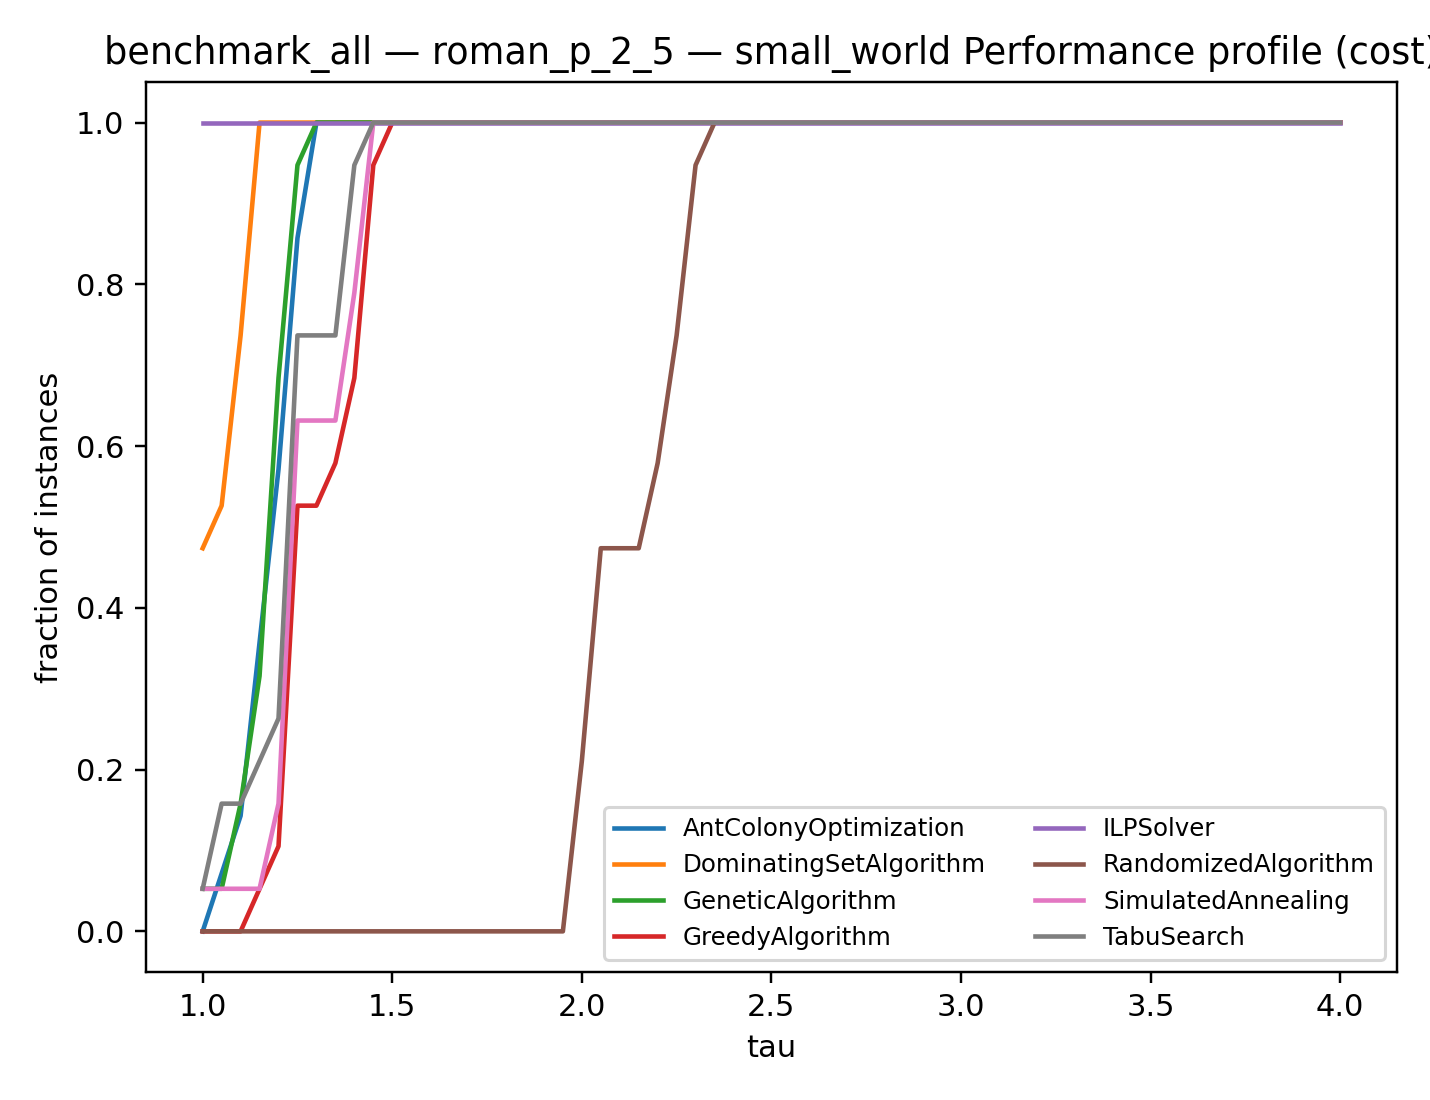 benchmark_all — roman_p_2_5 — small_world Performance profile (cost)
1.0
0.8
0.6
0.4
0.2
0.0
fraction of instances
AntColonyOptimization
DominatingSetAlgorithm
GeneticAlgorithm
GreedyAlgorithm
ILPSolver
RandomizedAlgorithm
SimulatedAnnealing
TabuSearch
1.0 1.5 2.0 2.5 3.0 3.5 4.0
tau